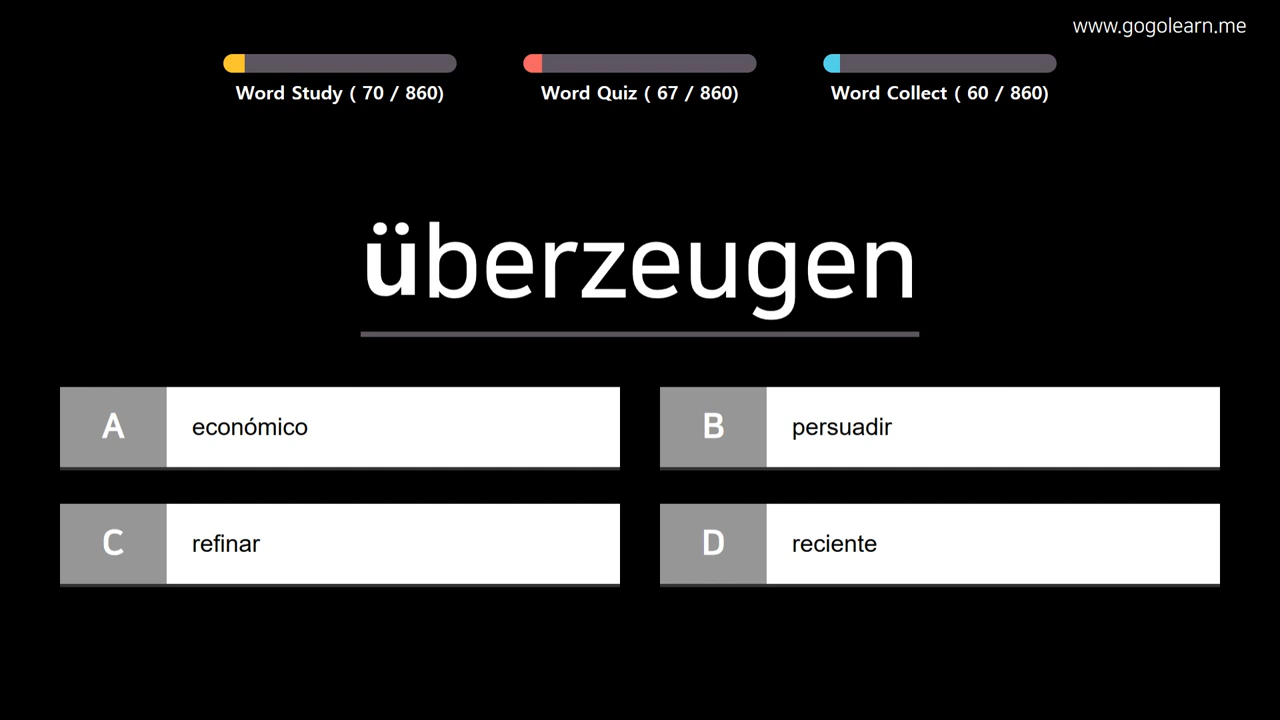 www.gogolearn.me
Word Study ( 70 / 860)
Word Quiz ( 67 / 860)
Word Collect ( 60 / 860)
überzeugen
A económico
B persuadir
C refinar
D reciente